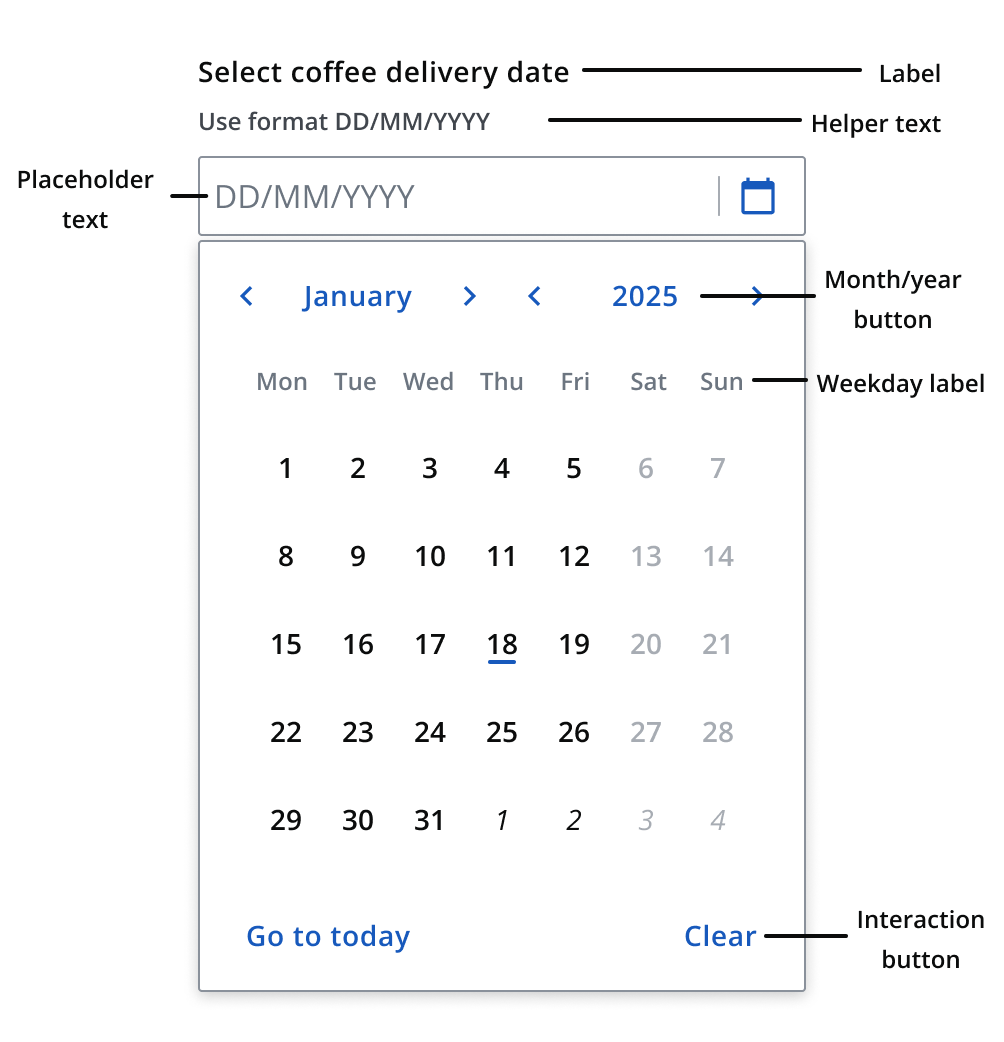 Select coffee delivery date
Label
Use format DD/MM/YYYY
Helper text
Placeholder
text
DD/MM/YYYY
January
2025
Month/year
button
Mon Tue Wed Thu Fri Sat Sun
Weekday label
1 2 3 4 5 6 7
8 9 10 11 12 13 14
15 16 17 18 19 20 21
22 23 24 25 26 27 28
29 30 31 1 2 3 4
Go to today
Clear
Interaction
button